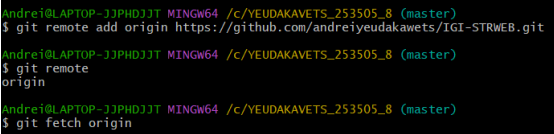 Andrei@LAPTOP-JJPHDJJT MINGW64 /c/YEUDAKAVETS_253505_8 (master)
$ git remote add origin https://github.com/andreiyeudakawets/IGI-STRWEB.git
Andrei@LAPTOP-JJPHDJJT MINGW64 /c/YEUDAKAVETS_253505_8 (master)
$ git remote
origin
Andrei@LAPTOP-JJPHDJJT MINGW64 /c/YEUDAKAVETS_253505_8 (master)
$ git fetch origin